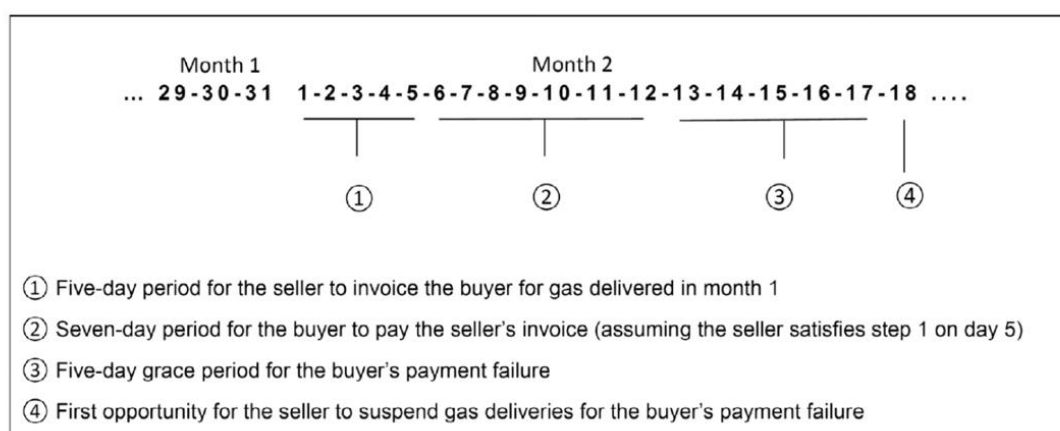 Month 1 Month 2
... 29-30-31 1-2-3-4-5-6-7-8-9-10-11-12-13-14-15-16-17-18 ....
① ② ③ ④
① Five-day period for the seller to invoice the buyer for gas delivered in month 1
② Seven-day period for the buyer to pay the seller's invoice (assuming the seller satisfies step 1 on day 5)
③ Five-day grace period for the buyer's payment failure
④ First opportunity for the seller to suspend gas deliveries for the buyer's payment failure